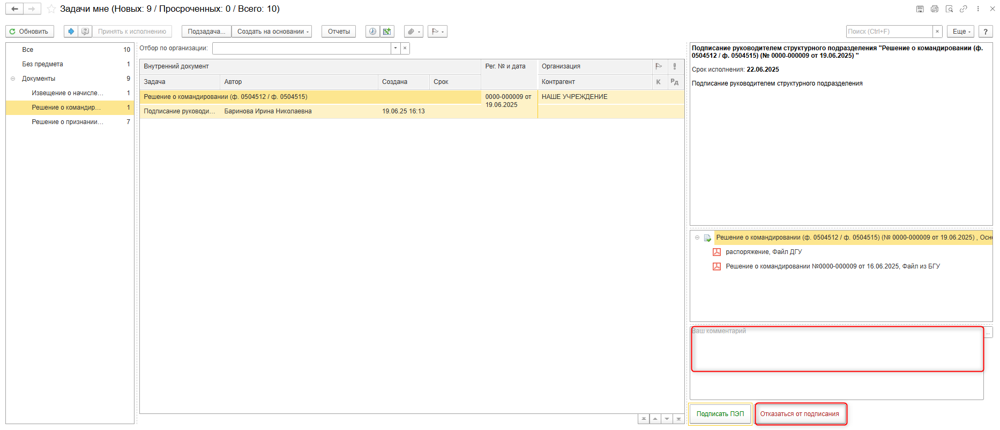 Задачи мне (Новых: 9 / Просроченных: 0 / Всего: 10)
Обновить
Принять к исполнению
Подзадача...
Создать на основании
Отчеты
Поиск (Ctrl+F)
×
Еще
?
Все 10
Без предмета 1
Документы 9
Извещение о начисле... 1
Решение о командир... 1
Решение о признании... 7
Отбор по организации:
Внутренний документ
Рег. № и дата
Организация
Задача
Автор
Создана
Срок
Контрагент
К
Рд
Решение о командировании (ф. 0504512 / ф. 0504515)
0000-000009 от
19.06.2025
НАШЕ УЧРЕЖДЕНИЕ
Подписание руководи...
Баринова Ирина Николаевна
19.06.25 16:13
Подписание руководителем структурного подразделения "Решение о командировании (ф.
0504512 / ф. 0504515) (№ 0000-000009 от 19.06.2025) "
Срок исполнения: 22.06.2025
Подписание руководителем структурного подразделения
Решение о командировании (ф. 0504512 / ф. 0504515) (№ 0000-000009 от 19.06.2025) , Осно
распоряжение, Файл ДГУ
Решение о командировании №0000-000009 от 16.06.2025, Файл из БГУ
Ваш комментарий
...
Подписать ПЭП
Отказаться от подписания